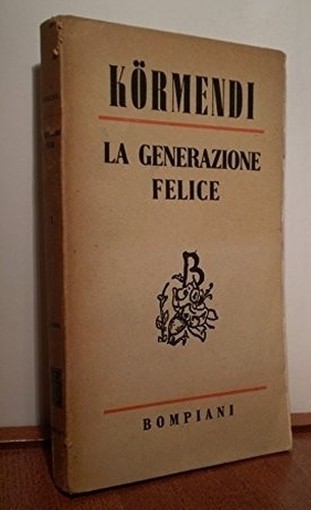 KÖRMENDI
LA GENERAZIONE
FELICE
B
BOMPIANI